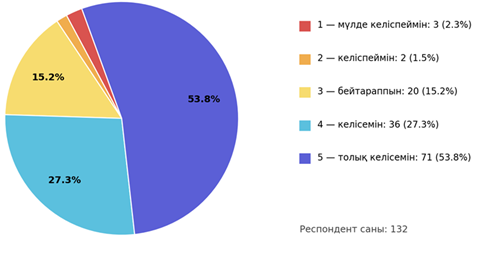 1 — мүлде келіспеймін: 3 (2.3%)
2 — келіспеймін: 2 (1.5%)
3 — бейтараппын: 20 (15.2%)
4 — келісемін: 36 (27.3%)
5 — толық келісемін: 71 (53.8%)
Респондент саны: 132
53.8%
15.2%
27.3%